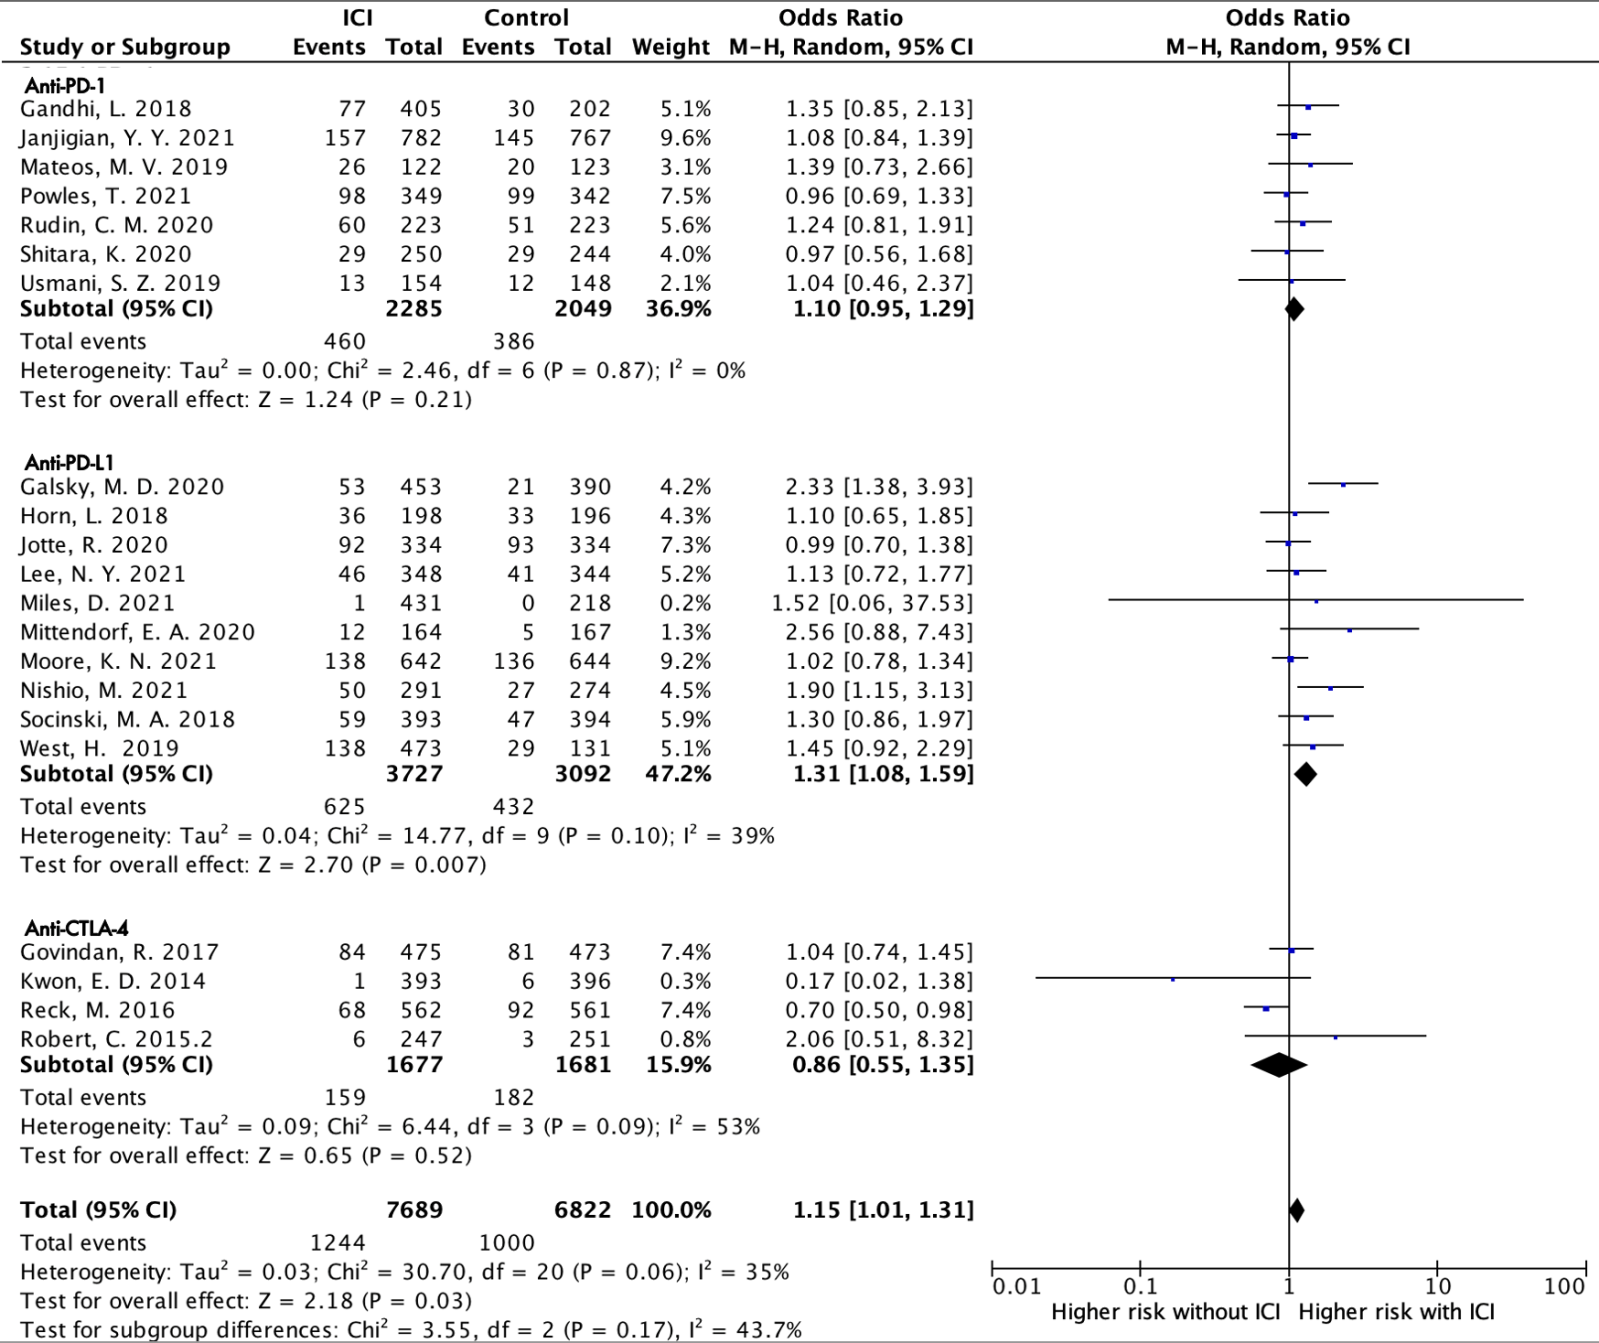 ICI Control Odds Ratio Odds Ratio
Study or Subgroup Events Total Events Total Weight M-H, Random, 95% CI M-H, Random, 95% CI
Anti-PD-1
Gandhi, L. 2018 77 405 30 202 5.1% 1.35 [0.85, 2.13]
Janjigian, Y. Y. 2021 157 782 145 767 9.6% 1.08 [0.84, 1.39]
Mateos, M. V. 2019 26 122 20 123 3.1% 1.39 [0.73, 2.66]
Powles, T. 2021 98 349 99 342 7.5% 0.96 [0.69, 1.33]
Rudin, C. M. 2020 60 223 51 223 5.6% 1.24 [0.81, 1.91]
Shitara, K. 2020 29 250 29 244 4.0% 0.97 [0.56, 1.68]
Usmani, S. Z. 2019 13 154 12 148 2.1% 1.04 [0.46, 2.37]
Subtotal (95% CI) 2285 2049 36.9% 1.10 [0.95, 1.29]
Total events 460 386
Heterogeneity: Tau² = 0.00; Chi² = 2.46, df = 6 (P = 0.87); I² = 0%
Test for overall effect: Z = 1.24 (P = 0.21)
Anti-PD-L1
Galsky, M. D. 2020 53 453 21 390 4.2% 2.33 [1.38, 3.93]
Horn, L. 2018 36 198 33 196 4.3% 1.10 [0.65, 1.85]
Jotte, R. 2020 92 334 93 334 7.3% 0.99 [0.70, 1.38]
Lee, N. Y. 2021 46 348 41 344 5.2% 1.13 [0.72, 1.77]
Miles, D. 2021 1 431 0 218 0.2% 1.52 [0.06, 37.53]
Mittendorf, E. A. 2020 12 164 5 167 1.3% 2.56 [0.88, 7.43]
Moore, K. N. 2021 138 642 136 644 9.2% 1.02 [0.78, 1.34]
Nishio, M. 2021 50 291 27 274 4.5% 1.90 [1.15, 3.13]
Socinski, M. A. 2018 59 393 47 394 5.9% 1.30 [0.86, 1.97]
West, H. 2019 138 473 29 131 5.1% 1.45 [0.92, 2.29]
Subtotal (95% CI) 3727 3092 47.2% 1.31 [1.08, 1.59]
Total events 625 432
Heterogeneity: Tau² = 0.04; Chi² = 14.77, df = 9 (P = 0.10); I² = 39%
Test for overall effect: Z = 2.70 (P = 0.007)
Anti-CTLA-4
Govindan, R. 2017 84 475 81 473 7.4% 1.04 [0.74, 1.45]
Kwon, E. D. 2014 1 393 6 396 0.3% 0.17 [0.02, 1.38]
Reck, M. 2016 68 562 92 561 7.4% 0.70 [0.50, 0.98]
Robert, C. 2015.2 6 247 3 251 0.8% 2.06 [0.51, 8.32]
Subtotal (95% CI) 1677 1681 15.9% 0.86 [0.55, 1.35]
Total events 159 182
Heterogeneity: Tau² = 0.09; Chi² = 6.44, df = 3 (P = 0.09); I² = 53%
Test for overall effect: Z = 0.65 (P = 0.52)
Total (95% CI) 7689 6822 100.0% 1.15 [1.01, 1.31]
Total events 1244 1000
Heterogeneity: Tau² = 0.03; Chi² = 30.70, df = 20 (P = 0.06); I² = 35%
Test for overall effect: Z = 2.18 (P = 0.03)
Test for subgroup differences: Chi² = 3.55, df = 2 (P = 0.17), I² = 43.7%
0.01 0.1 1 10 100
Higher risk without ICI Higher risk with ICI